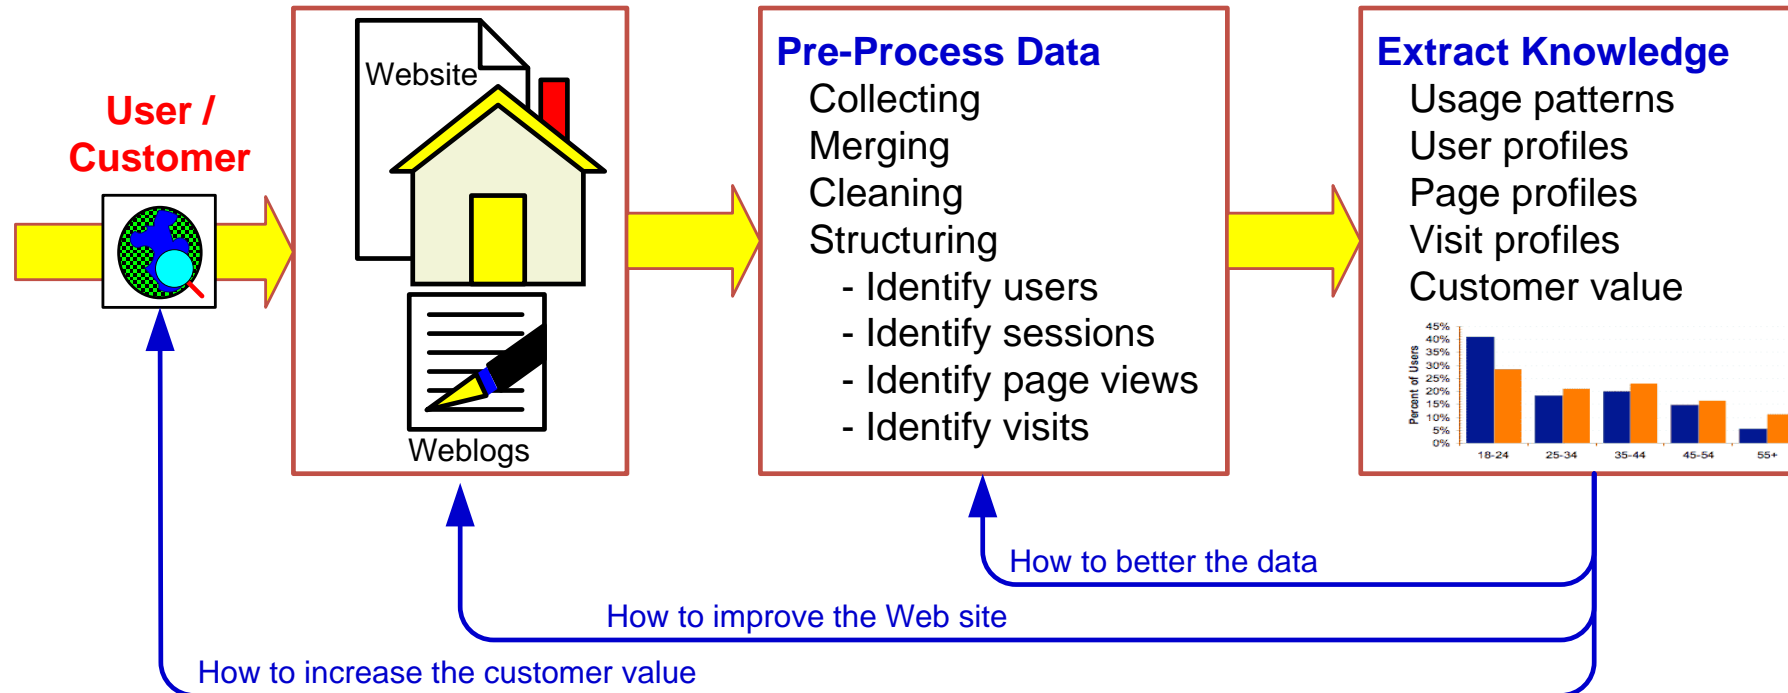 User /
Customer
Website
Weblogs
Pre-Process Data
Collecting
Merging
Cleaning
Structuring
- Identify users
- Identify sessions
- Identify page views
- Identify visits
Extract Knowledge
Usage patterns
User profiles
Page profiles
Visit profiles
Customer value
Percent of Users
45%
40%
35%
30%
25%
20%
15%
10%
5%
0%
18-24 25-34 35-44 45-54 55+
How to better the data
How to improve the Web site
How to increase the customer value